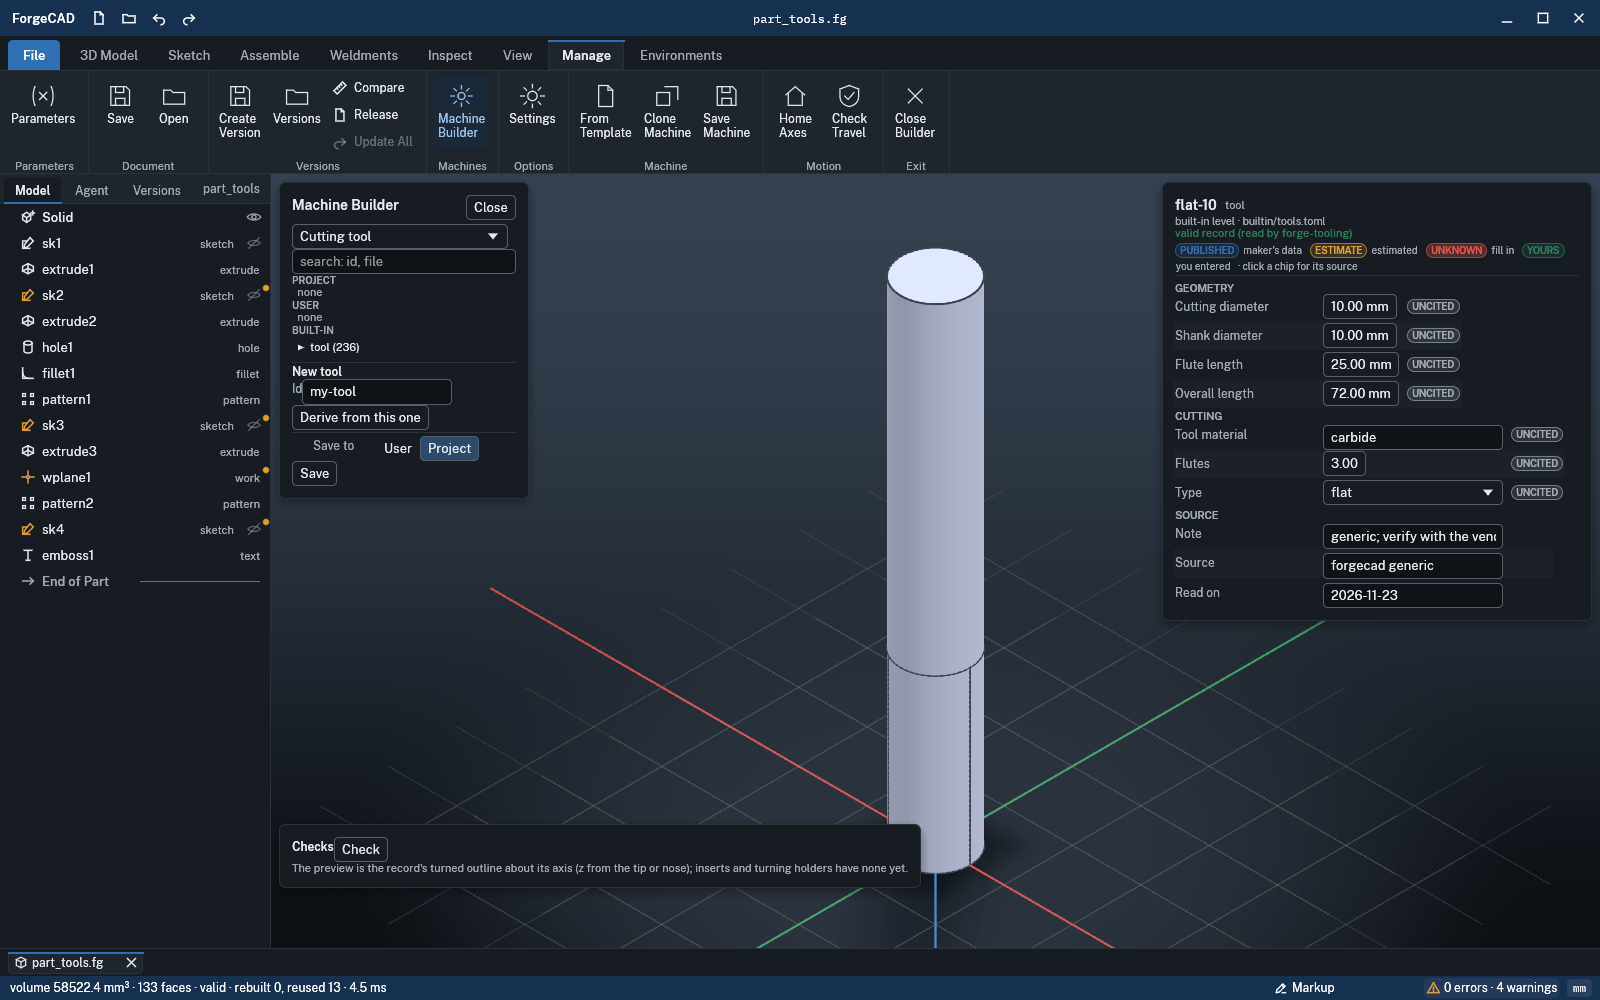 ForgeCAD
part_tools.fg
File 3D Model Sketch Assemble Weldments Inspect View Manage Environments
Parameters
Save
Open
Create Version
Versions
Compare
Release
Update All
Machine Builder
Settings
From Template
Clone Machine
Save Machine
Home Axes
Check Travel
Close Builder
Parameters Document Versions Machines Options Machine Motion Exit
Model Agent Versions part_tools
Solid
sk1 sketch
extrude1 extrude
sk2 sketch
extrude2 extrude
hole1 hole
fillet1 fillet
pattern1 pattern
sk3 sketch
extrude3 extrude
wplane1 work
pattern2 pattern
sk4 sketch
emboss1 text
End of Part
Machine Builder Close
Cutting tool
search: id, file
PROJECT
none
USER
none
BUILT-IN
tool (236)
New tool
Id my-tool
Derive from this one
Save to User Project
Save
Checks Check
The preview is the record's turned outline about its axis (z from the tip or nose); inserts and turning holders have none yet.
flat-10 tool
built-in level · builtin/tools.toml
valid record (read by forge-tooling)
PUBLISHED maker's data ESTIMATE estimated UNKNOWN fill in YOURS
you entered · click a chip for its source
GEOMETRY
Cutting diameter 10.00 mm UNCITED
Shank diameter 10.00 mm UNCITED
Flute length 25.00 mm UNCITED
Overall length 72.00 mm UNCITED
CUTTING
Tool material carbide UNCITED
Flutes 3.00 UNCITED
Type flat UNCITED
SOURCE
Note generic; verify with the
Source forgecad generic
Read on 2026-11-23
part_tools.fg
volume 58522.4 mm³ · 133 faces · valid · rebuilt 0, reused 13 · 4.5 ms
Markup
0 errors · 4 warnings mm